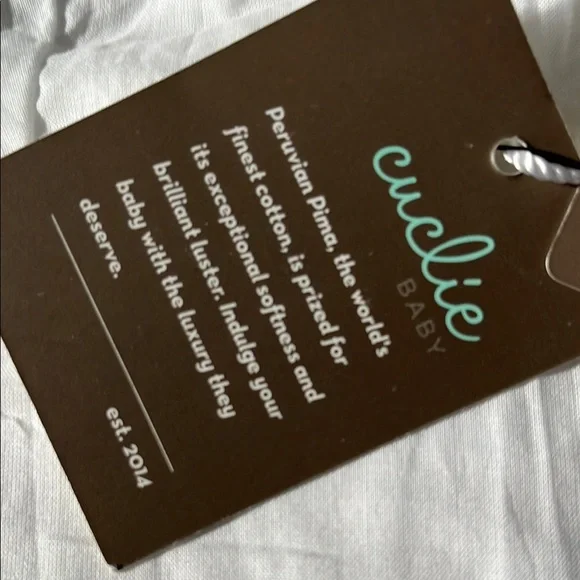 cuclie
BABY
Peruvian Pima, the world's
finest cotton, is prized for
its exceptional softness and
brilliant luster. Indulge your
baby with the luxury they
deserve.
est. 2014